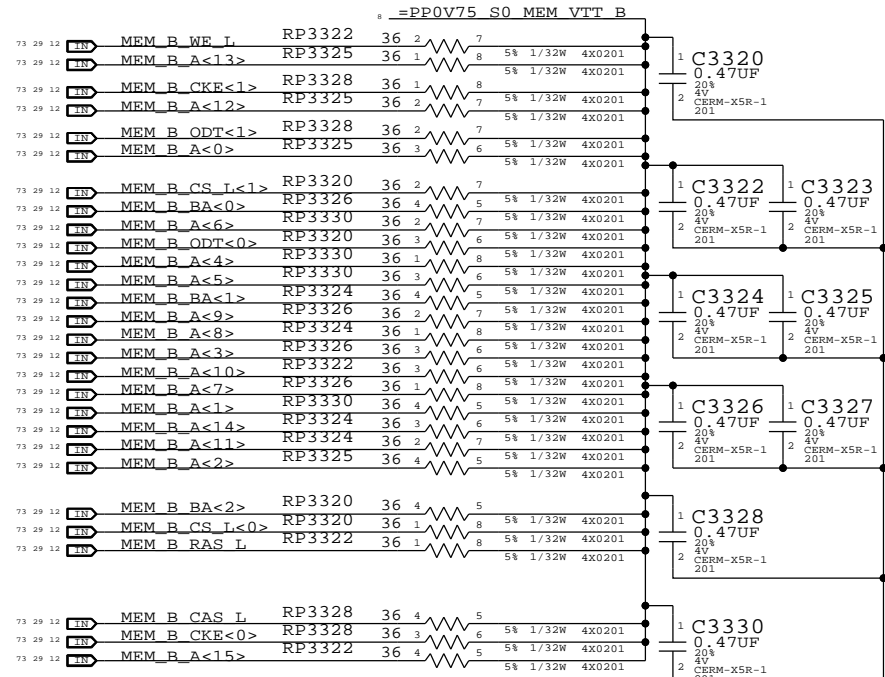 8 =PP0V75_S0_MEM_VTT_B
73 29 12 IN MEM_B_WE_L RP3322 36 2 7 5% 1/32W 4X0201
73 29 12 IN MEM_B_A<13> RP3325 36 1 8 5% 1/32W 4X0201
73 29 12 IN MEM_B_CKE<1> RP3328 36 1 8 5% 1/32W 4X0201
73 29 12 IN MEM_B_A<12> RP3325 36 2 7 5% 1/32W 4X0201
73 29 12 IN MEM_B_ODT<1> RP3328 36 2 7 5% 1/32W 4X0201
73 29 12 IN MEM_B_A<0> RP3325 36 3 6 5% 1/32W 4X0201
73 29 12 IN MEM_B_CS_L<1> RP3320 36 2 7 5% 1/32W 4X0201
73 29 12 IN MEM_B_BA<0> RP3326 36 4 5 5% 1/32W 4X0201
73 29 12 IN MEM_B_A<6> RP3330 36 2 7 5% 1/32W 4X0201
73 29 12 IN MEM_B_ODT<0> RP3320 36 3 6 5% 1/32W 4X0201
73 29 12 IN MEM_B_A<4> RP3330 36 1 8 5% 1/32W 4X0201
73 29 12 IN MEM_B_A<5> RP3330 36 3 6 5% 1/32W 4X0201
73 29 12 IN MEM_B_BA<1> RP3324 36 4 5 5% 1/32W 4X0201
73 29 12 IN MEM_B_A<9> RP3326 36 2 7 5% 1/32W 4X0201
73 29 12 IN MEM_B_A<8> RP3324 36 1 8 5% 1/32W 4X0201
73 29 12 IN MEM_B_A<3> RP3326 36 3 6 5% 1/32W 4X0201
73 29 12 IN MEM_B_A<10> RP3322 36 3 6 5% 1/32W 4X0201
73 29 12 IN MEM_B_A<7> RP3326 36 1 8 5% 1/32W 4X0201
73 29 12 IN MEM_B_A<1> RP3330 36 4 5 5% 1/32W 4X0201
73 29 12 IN MEM_B_A<14> RP3324 36 3 6 5% 1/32W 4X0201
73 29 12 IN MEM_B_A<11> RP3324 36 2 7 5% 1/32W 4X0201
73 29 12 IN MEM_B_A<2> RP3325 36 4 5 5% 1/32W 4X0201
73 29 12 IN MEM_B_BA<2> RP3320 36 4 5 5% 1/32W 4X0201
73 29 12 IN MEM_B_CS_L<0> RP3320 36 1 8 5% 1/32W 4X0201
73 29 12 IN MEM_B_RAS_L RP3322 36 1 8 5% 1/32W 4X0201
73 29 12 IN MEM_B_CAS_L RP3328 36 4 5 5% 1/32W 4X0201
73 29 12 IN MEM_B_CKE<0> RP3328 36 3 6 5% 1/32W 4X0201
73 29 12 IN MEM_B_A<15> RP3322 36 4 5 5% 1/32W 4X0201
1 C3320
0.47UF
20%
4V
2 CERM-X5R-1
201
1 C3322 1 C3323
0.47UF 0.47UF
20% 20%
4V 4V
2 CERM-X5R-1 2 CERM-X5R-1
201 201
1 C3324 1 C3325
0.47UF 0.47UF
20% 20%
4V 4V
2 CERM-X5R-1 2 CERM-X5R-1
201 201
1 C3326 1 C3327
0.47UF 0.47UF
20% 20%
4V 4V
2 CERM-X5R-1 2 CERM-X5R-1
201 201
1 C3328
0.47UF
20%
4V
2 CERM-X5R-1
201
1 C3330
0.47UF
20%
4V
2 CERM-X5R-1